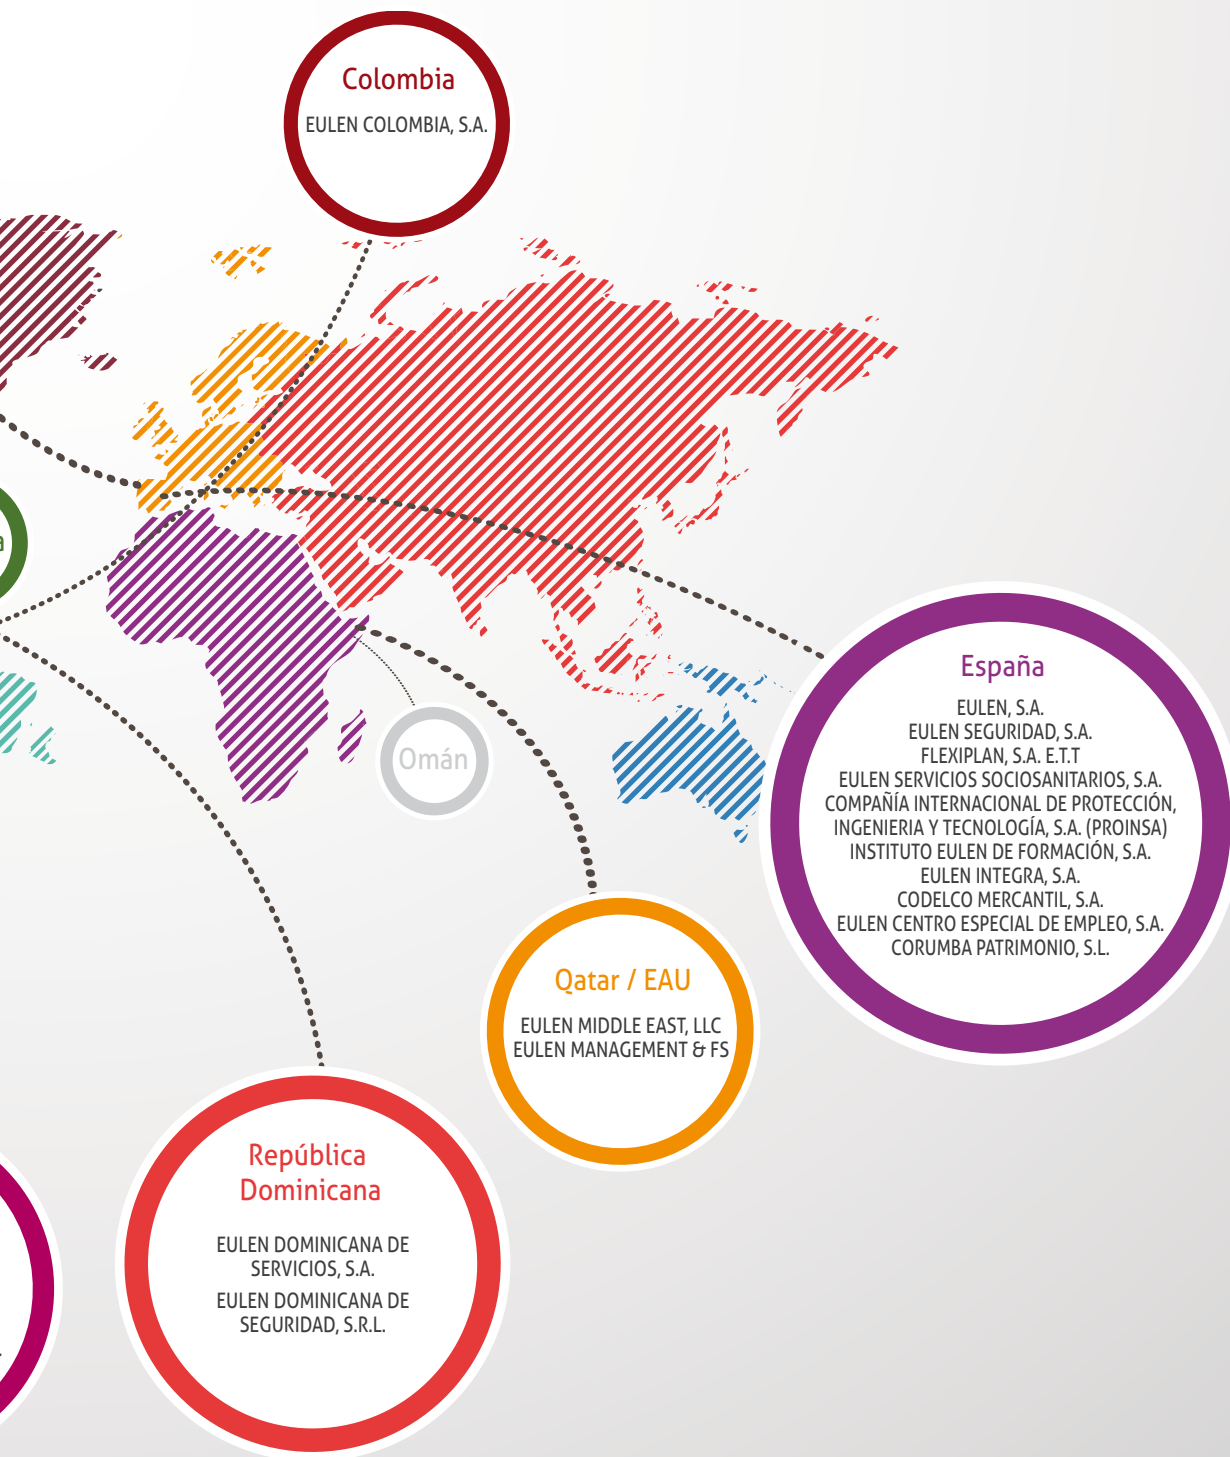 Colombia
EULEN COLOMBIA, S.A.
a
Omán
España
EULEN, S.A.
EULEN SEGURIDAD, S.A.
FLEXIPLAN, S.A. E.T.T
EULEN SERVICIOS SOCIOSANITARIOS, S.A.
COMPAÑÍA INTERNACIONAL DE PROTECCIÓN,
INGENIERIA Y TECNOLOGÍA, S.A. (PROINSA)
INSTITUTO EULEN DE FORMACIÓN, S.A.
EULEN INTEGRA, S.A.
CODELCO MERCANTIL, S.A.
EULEN CENTRO ESPECIAL DE EMPLEO, S.A.
CORUMBA PATRIMONIO, S.L.
Qatar / EAU
EULEN MIDDLE EAST, LLC
EULEN MANAGEMENT & FS
República
Dominicana
EULEN DOMINICANA DE
SERVICIOS, S.A.
EULEN DOMINICANA DE
SEGURIDAD, S.R.L.